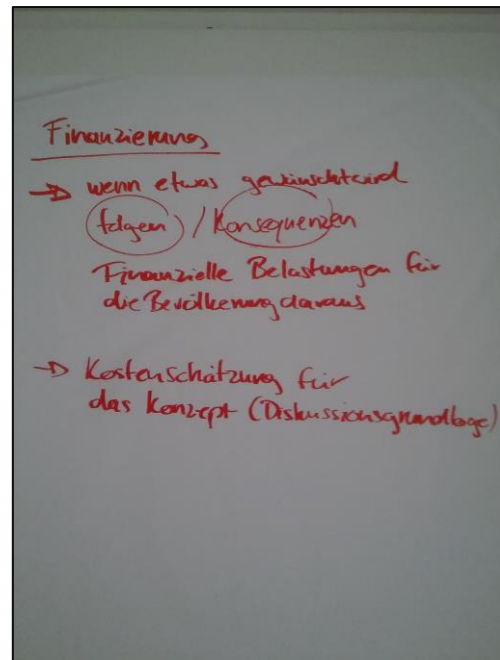 Finanzierung
→ wenn etwas gewünscht wird
folgen / Konsequenzen
Finanzielle Belastungen für
die Bevölkerung daraus
→ Kostenschätzung für
das Konzept (Diskussionsgrundlage)